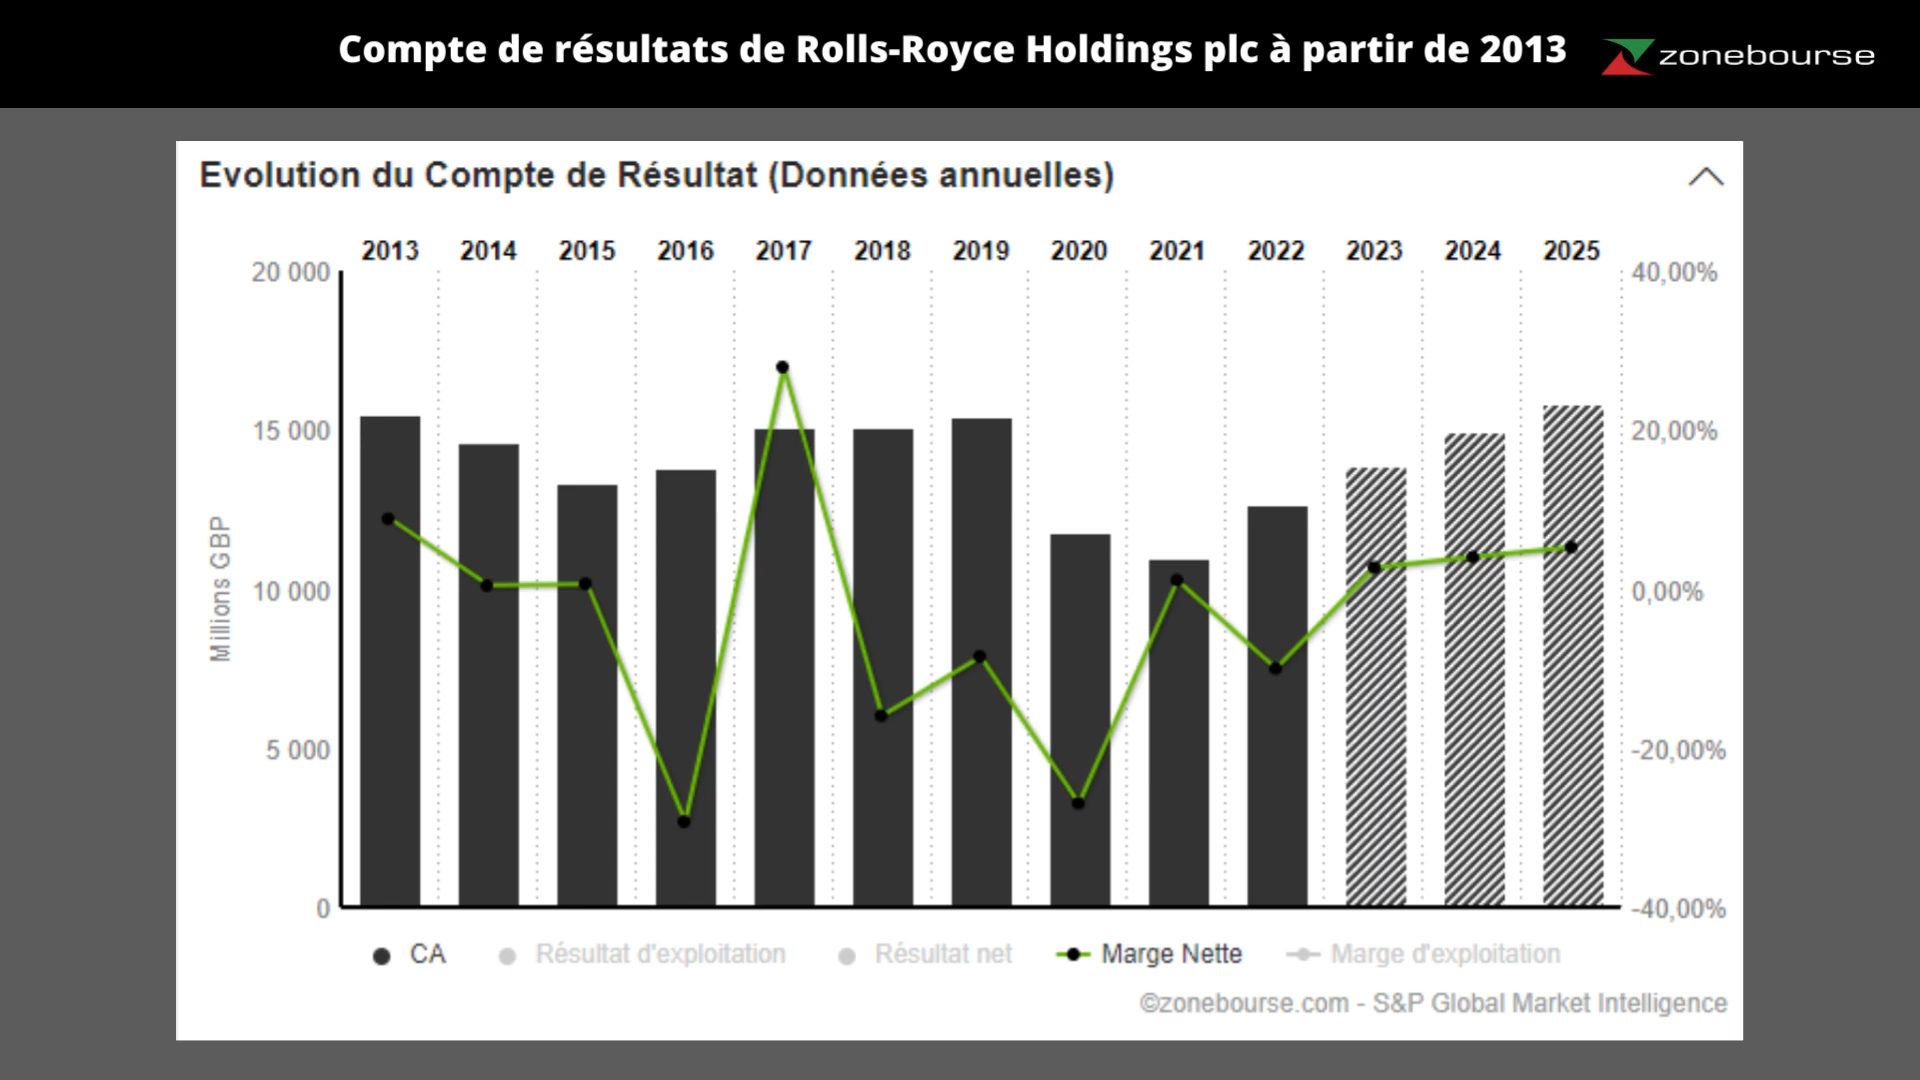 Compte de résultats de Rolls-Royce Holdings plc à partir de 2013
zonebourse
Evolution du Compte de Résultat (Données annuelles)
2013 2014 2015 2016 2017 2018 2019 2020 2021 2022 2023 2024 2025
20 000 40,00%
15 000 20,00%
10 000 0,00%
5 000 -20,00%
0 -40,00%
Millions GBP
CA Résultat d'exploitation Résultat net Marge Nette Marge d'exploitation
©zonebourse.com - S&P Global Market Intelligence